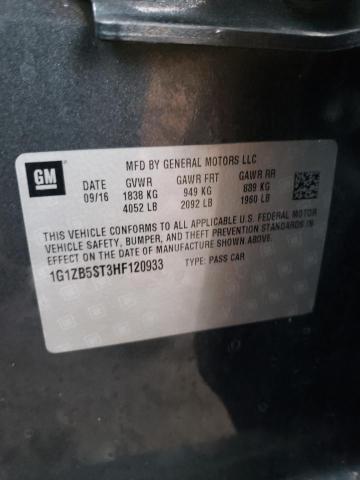 GM
MFD BY GENERAL MOTORS LLC
DATE GVWR GAWR FRT GAWR RR
09/16 1838 KG 949 KG 889 KG
4052 LB 2092 LB 1960 LB
THIS VEHICLE CONFORMS TO ALL APPLICABLE U.S. FEDERAL MOTOR
VEHICLE SAFETY, BUMPER, AND THEFT PREVENTION STANDARDS IN
EFFECT ON THE DATE OF MANUFACTURE SHOWN ABOVE.
1G1ZB5ST3HF120933 TYPE: PASS CAR